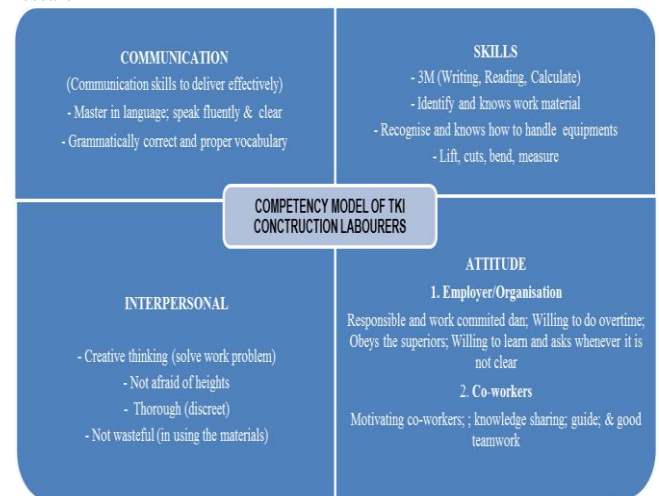 COMMUNICATION
(Communication skills to deliver effectively)
- Master in language; speak fluently & clear
- Grammatically correct and proper vocabulary
SKILLS
- 3M (Writing, Reading, Calculate)
- Identify and knows work material
- Recognise and knows how to handle equipments
- Lift, cuts, bend, measure
COMPETENCY MODEL OF TKI
CONCTRUCTION LABOURERS
INTERPERSONAL
- Creative thinking (solve work problem)
- Not afraid of heights
- Thorough (discreet)
- Not wasteful (in using the materials)
ATTITUDE
1. Employer/Organisation
Responsible and work commited dan; Willing to do overtime;
Obeys the superiors; Willing to learn and asks whenever it is
not clear
2. Co-workers
Motivating co-workers; ; knowledge sharing; guide; & good
teamwork